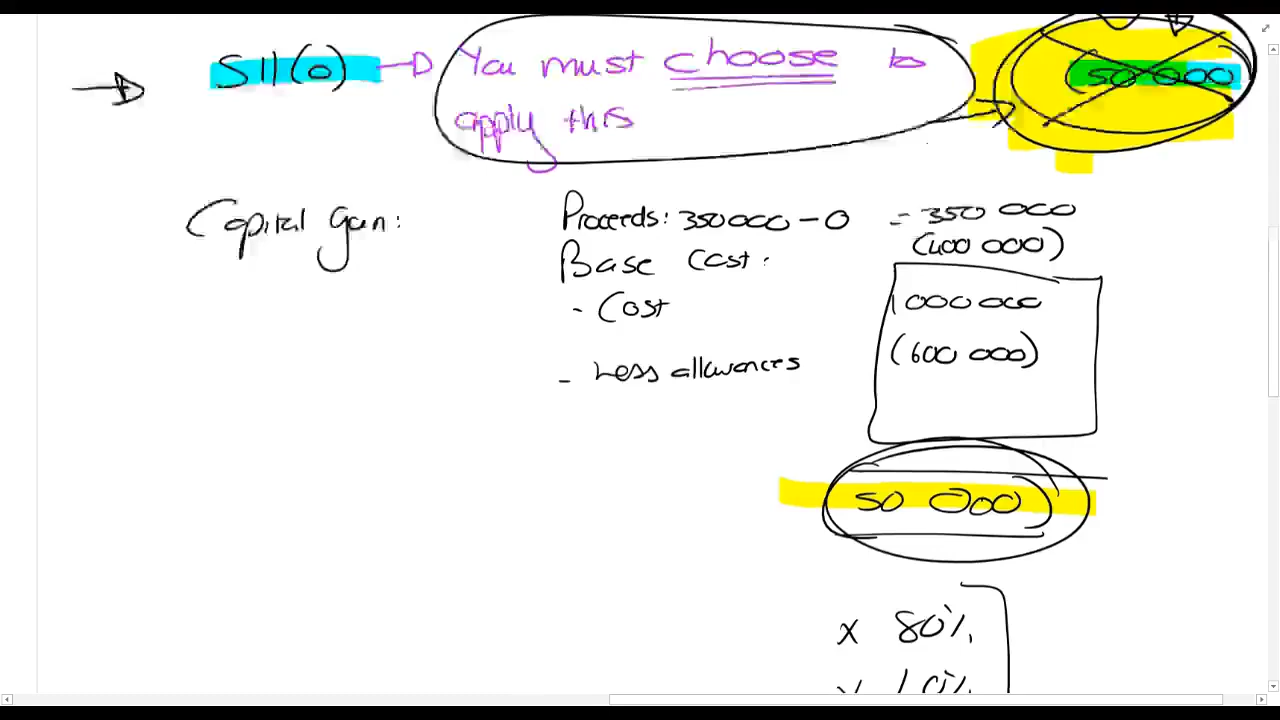 S11(o) → You must choose to (50 000)
apply this
Capital Gain: Proceeds: 350000 - 0 = 350 000
Base Cost: (400 000)
- Cost 1000 000
- Less allowances (600 000)
50 000)
x 80%